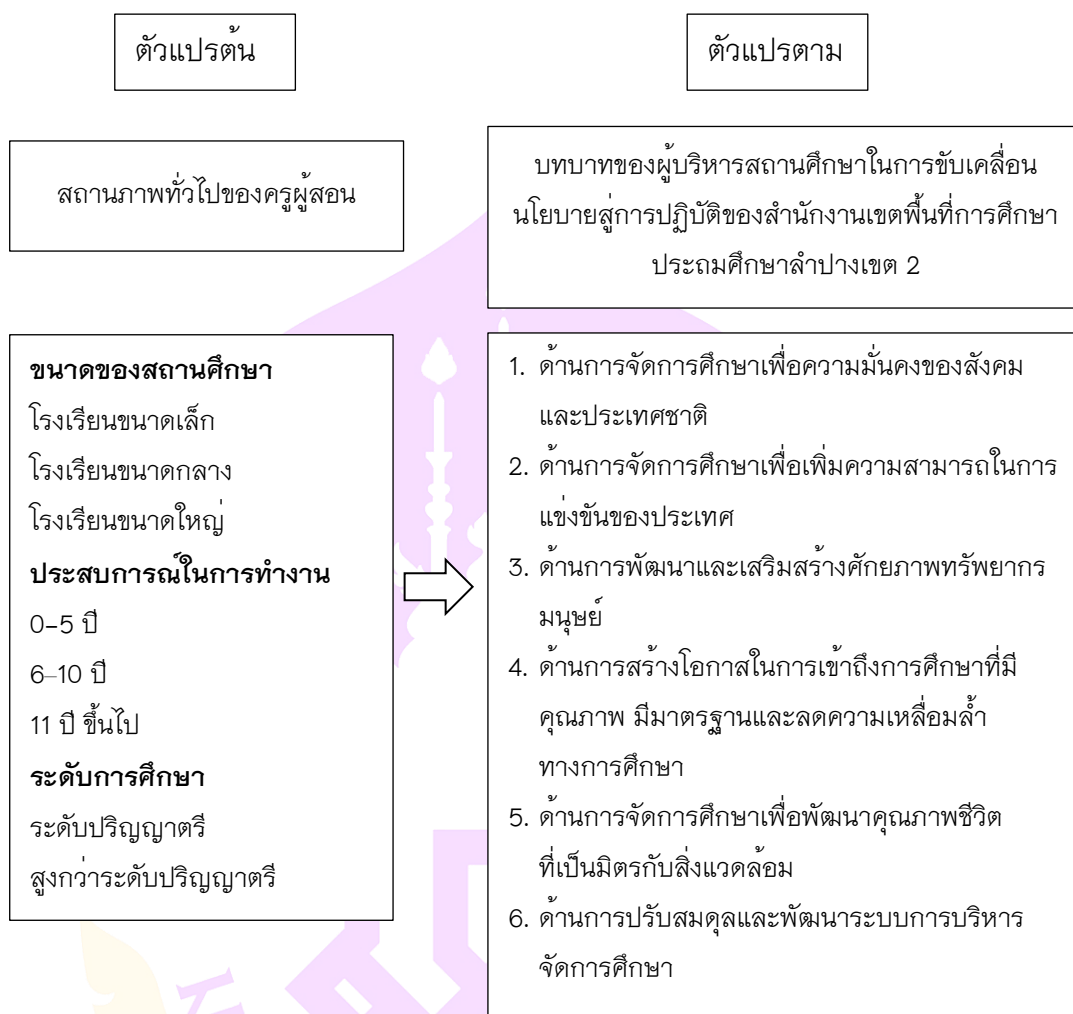 ตัวแปรต้น
ตัวแปรตาม
สถานภาพทั่วไปของครูผู้สอน
บทบาทของผู้บริหารสถานศึกษาในการขับเคลื่อน
นโยบายสู่การปฏิบัติของสำนักงานเขตพื้นที่การศึกษา
ประถมศึกษาลำปางเขต 2
ขนาดของสถานศึกษา
โรงเรียนขนาดเล็ก
โรงเรียนขนาดกลาง
โรงเรียนขนาดใหญ่
ประสบการณ์ในการทำงาน
0–5 ปี
6–10 ปี
11 ปี ขึ้นไป
ระดับการศึกษา
ระดับปริญญาตรี
สูงกว่าระดับปริญญาตรี
1. ด้านการจัดการศึกษาเพื่อความมั่นคงของสังคม
และประเทศชาติ
2. ด้านการจัดการศึกษาเพื่อเพิ่มความสามารถในการ
แข่งขันของประเทศ
3. ด้านการพัฒนาและเสริมสร้างศักยภาพทรัพยากร
มนุษย์
4. ด้านการสร้างโอกาสในการเข้าถึงการศึกษาที่มี
คุณภาพ มีมาตรฐานและลดความเหลื่อมล้ำ
ทางการศึกษา
5. ด้านการจัดการศึกษาเพื่อพัฒนาคุณภาพชีวิต
ที่เป็นมิตรกับสิ่งแวดล้อม
6. ด้านการปรับสมดุลและพัฒนาระบบการบริหาร
จัดการศึกษา